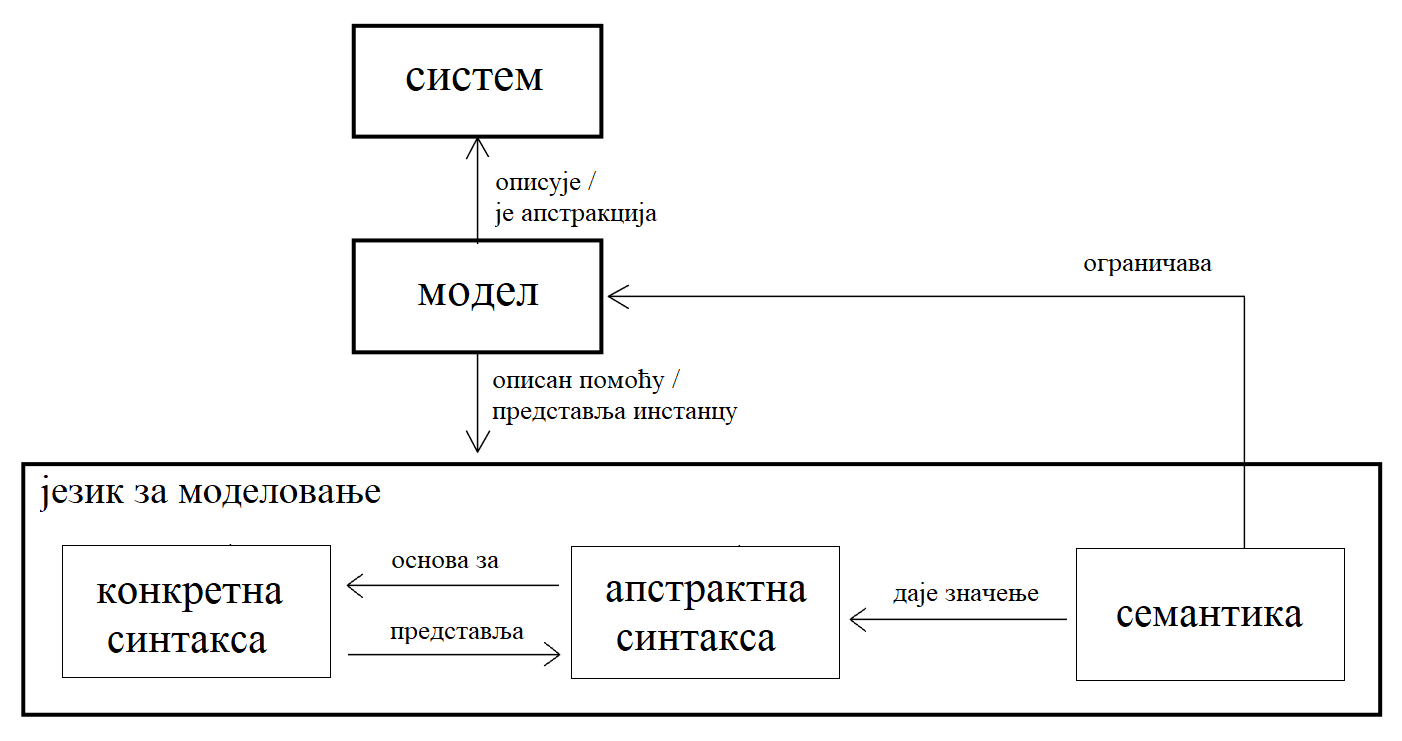 систем
описује /
је апстракција
модел
ограничава
описан помоћу /
представља инстанцу
језик за моделовање
конкретна
синтакса
основа за
представља
апстрактна
синтакса
даје значење
семантика